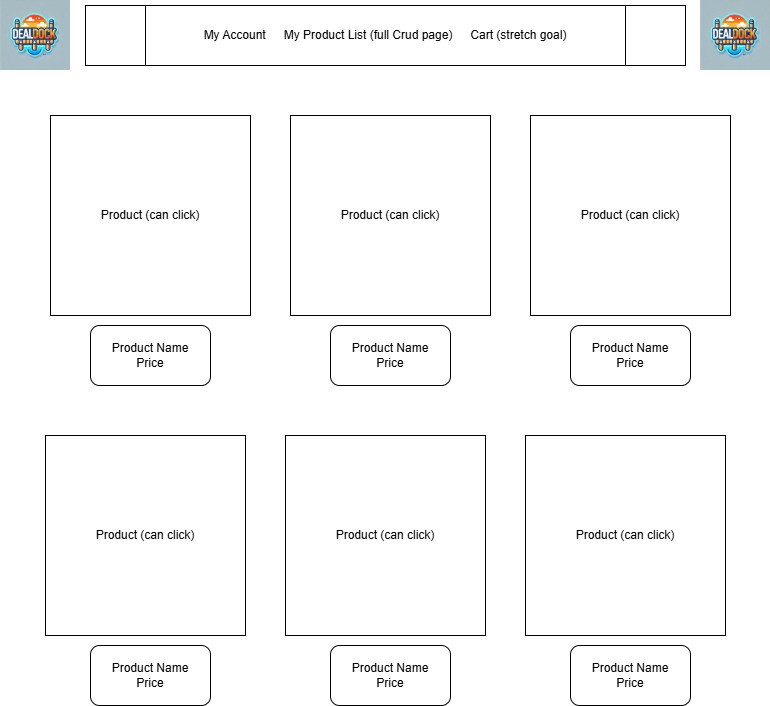 DEALDOCK
My Account My Product List (full Crud page) Cart (stretch goal)
DEALDOCK
Product (can click)
Product (can click)
Product (can click)
Product Name
Price
Product Name
Price
Product Name
Price
Product (can click)
Product (can click)
Product (can click)
Product Name
Price
Product Name
Price
Product Name
Price